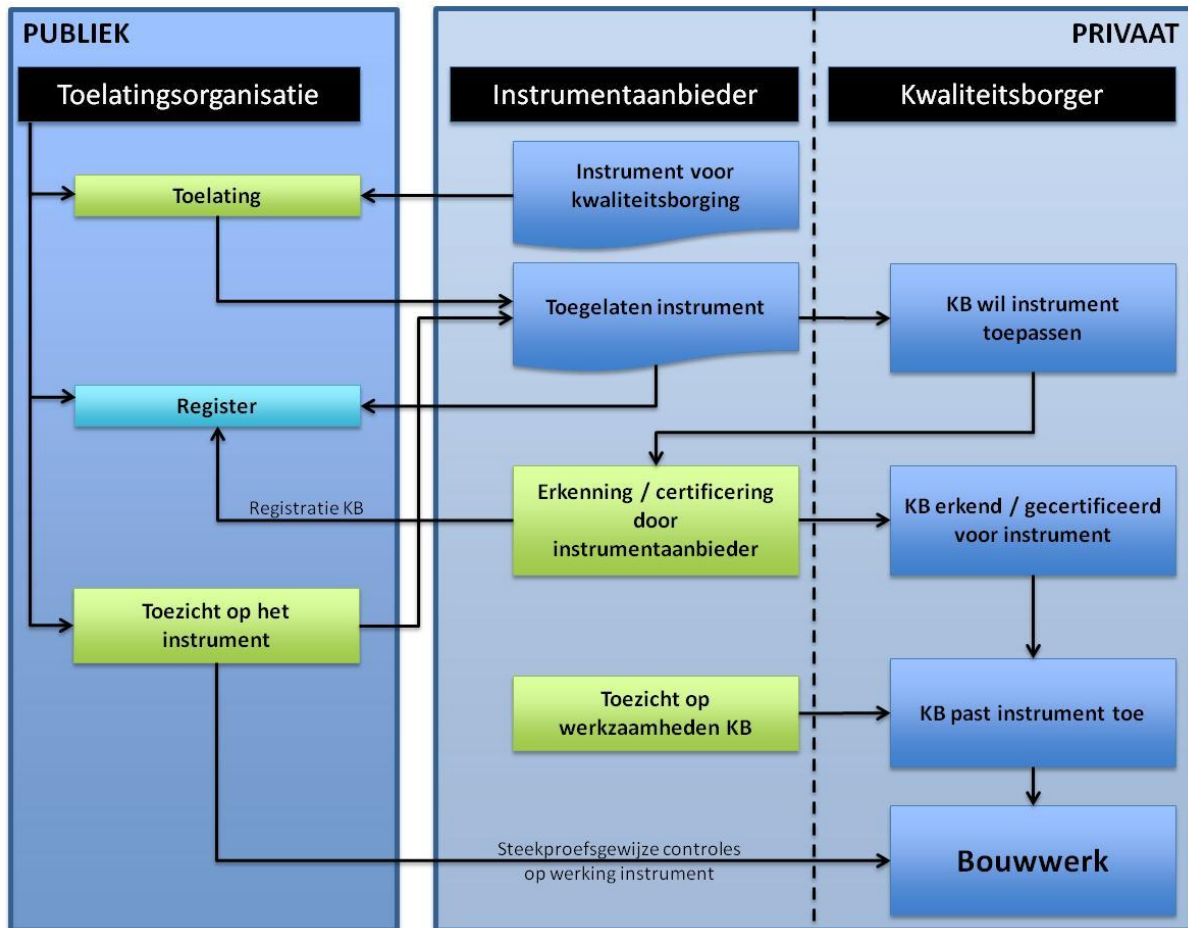 PUBLIEK
PRIVAAT
Toelatingsorganisatie
Instrumentaanbieder
Kwaliteitsborger
Toelating
Instrument voor
kwaliteitsborging
Toegelaten instrument
KB wil instrument
toepassen
Register
Registratie KB
Erkenning / certificering
door
instrumentaanbieder
KB erkend / gecertificeerd
voor instrument
Toezicht op het
instrument
Toezicht op
werkzaamheden KB
KB past instrument toe
Steekproefsgewijze controles
op werking instrument
Bouwwerk